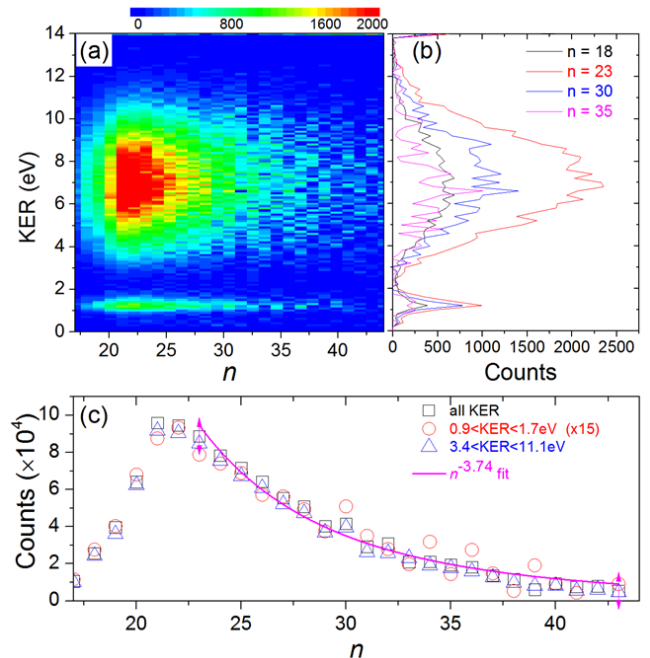 0 800 1600 2000
(a)
14
12
10
8
6
4
2
0
KER (eV)
20 25 30 35 40
n
(b)
n = 18
n = 23
n = 30
n = 35
0 500 1000 1500 2000 2500
Counts
(c)
10
8
6
4
2
0
Counts (×10⁴)
all KER
0.9<KER<1.7eV (x15)
3.4<KER<11.1eV
n⁻³·⁷⁴ fit
20 25 30 35 40
n